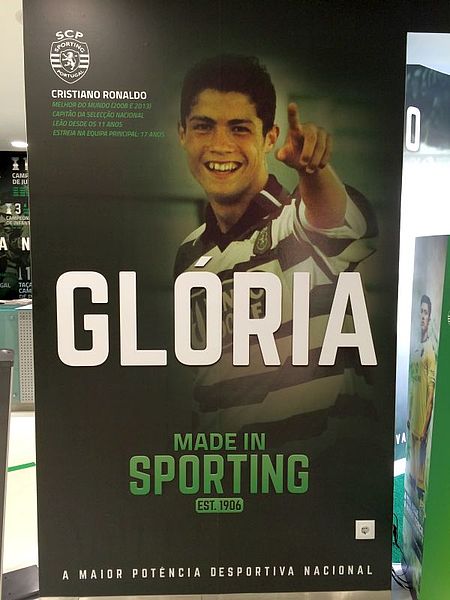 SCP
SPORTING
PORTUGAL
CRISTIANO RONALDO
MELHOR DO MUNDO (2008 E 2013)
CAPITÃO DA SELECÇÃO NACIONAL
LEÃO DESDE OS 11 ANOS
ESTREIA NA EQUIPA PRINCIPAL: 17 ANOS
GLÓRIA
MADE IN
SPORTING
EST. 1906
A MAIOR POTÊNCIA DESPORTIVA NACIONAL